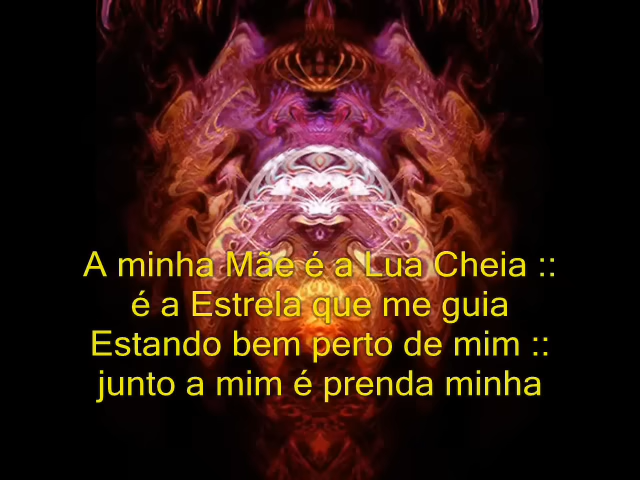 A minha Mãe é a Lua Cheia ::
é a Estrela que me guia
Estando bem perto de mim ::
junto a mim é prenda minha